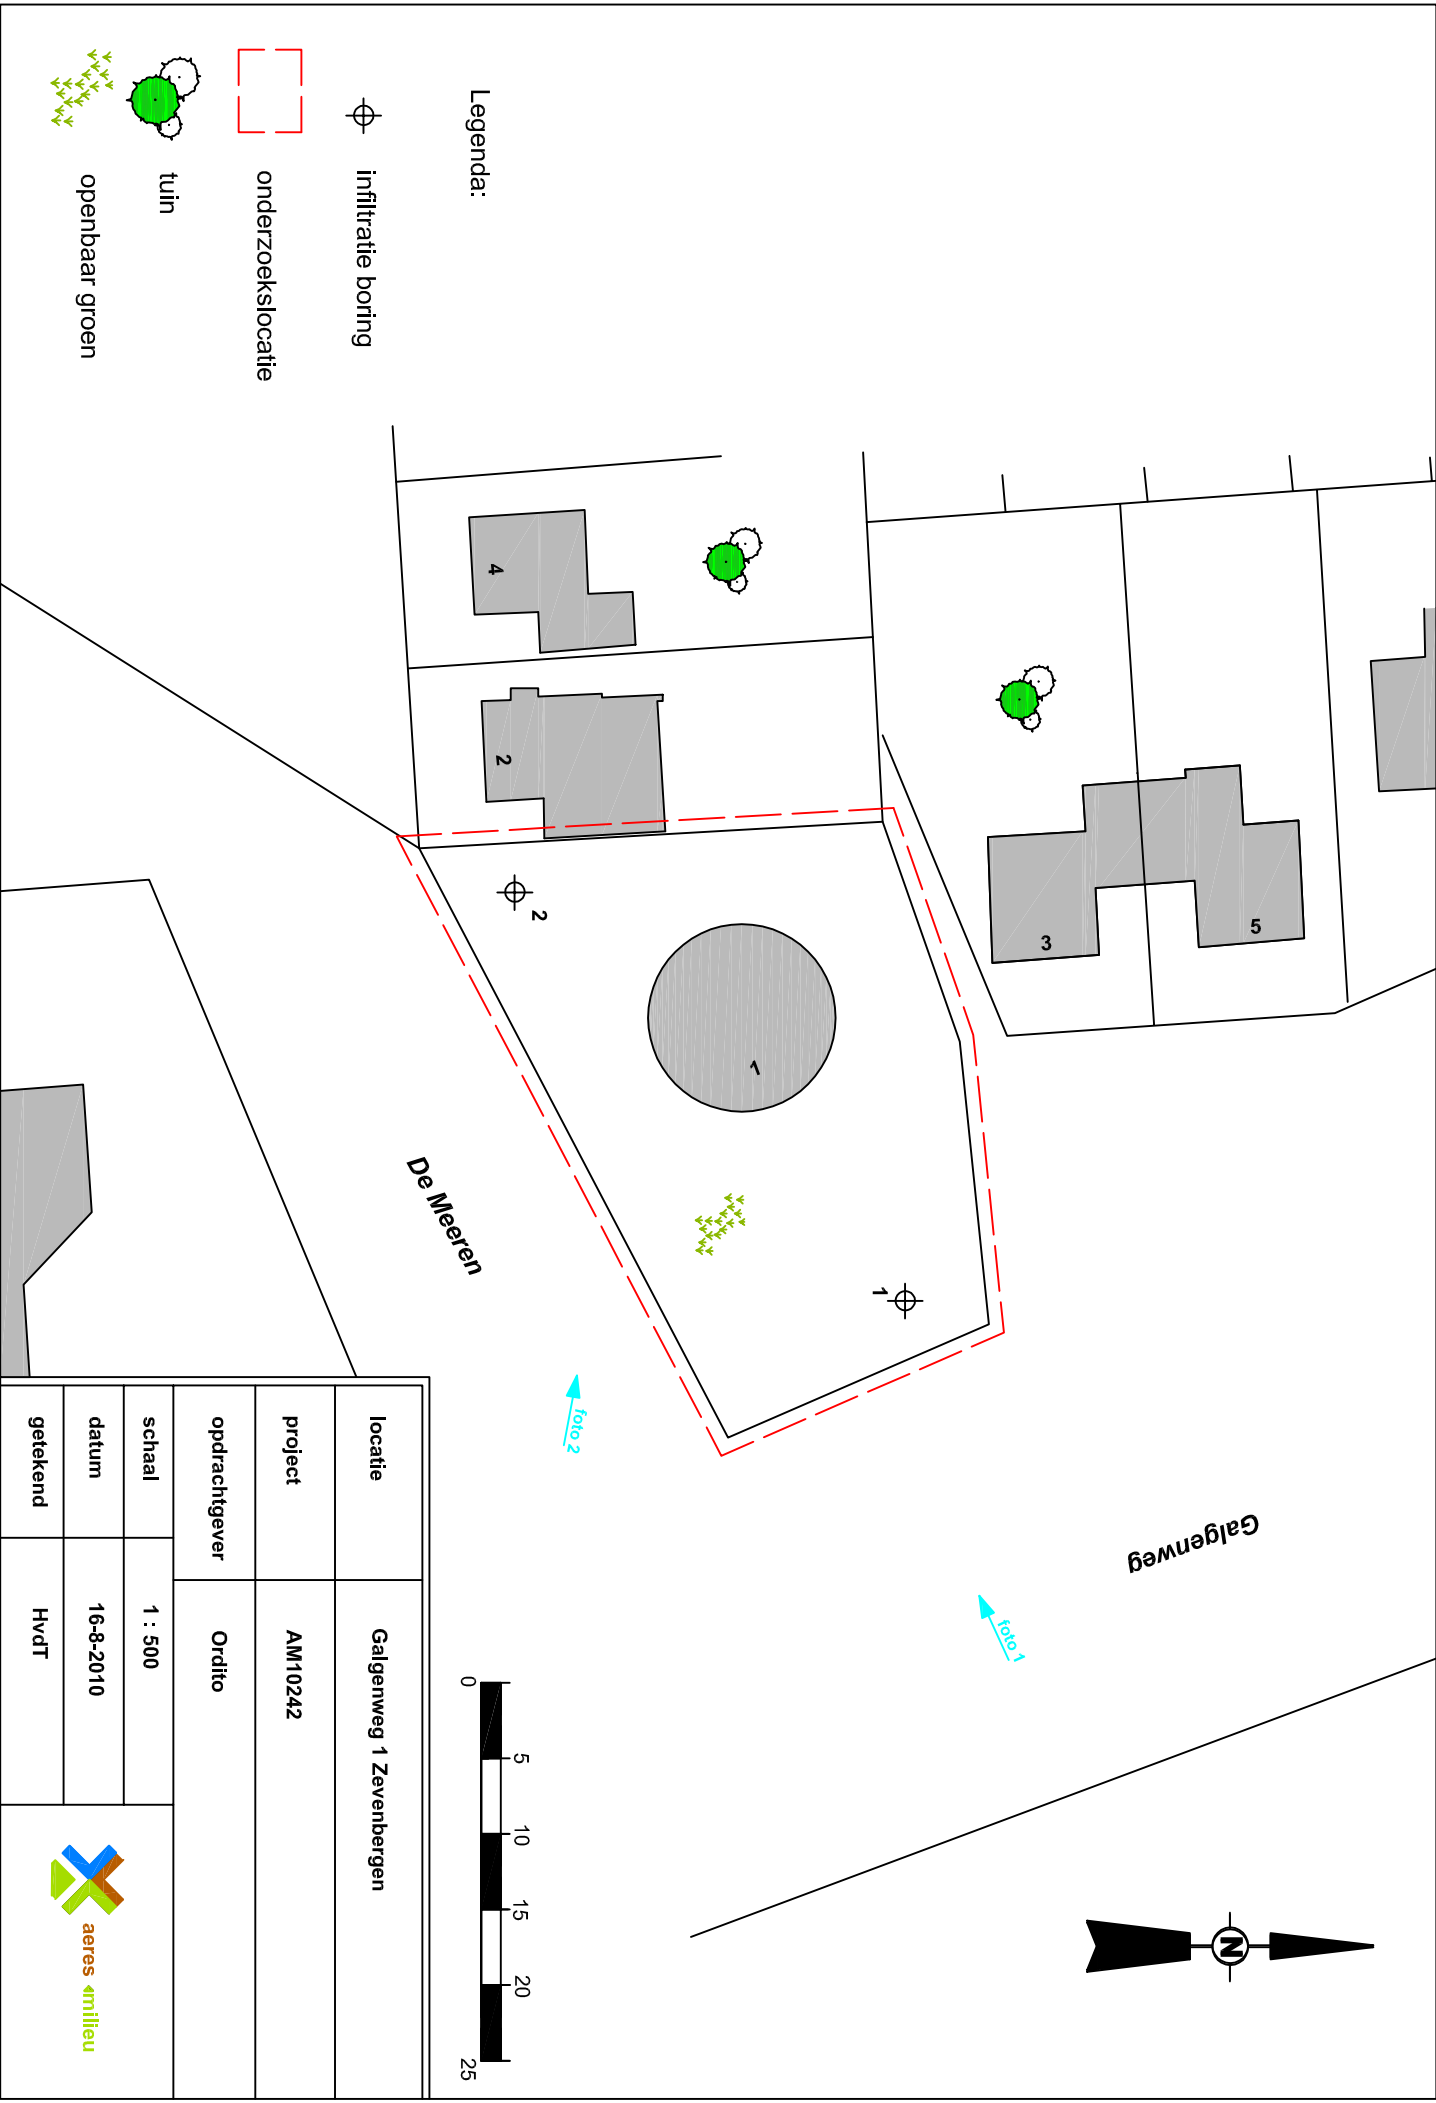 Legenda:
infiltratie boring
onderzoekslocatie
tuin
openbaar groen
4
2
3
5
1
2
1
De Meeren
Galgenweg
foto 1
foto 2
N
0 5 10 15 20 25
locatie Galgenweg 1 Zevenbergen
project AM10242
opdrachtgever Ordito
schaal 1 : 500
datum 16-8-2010
getekend HvdT
aeres milieu